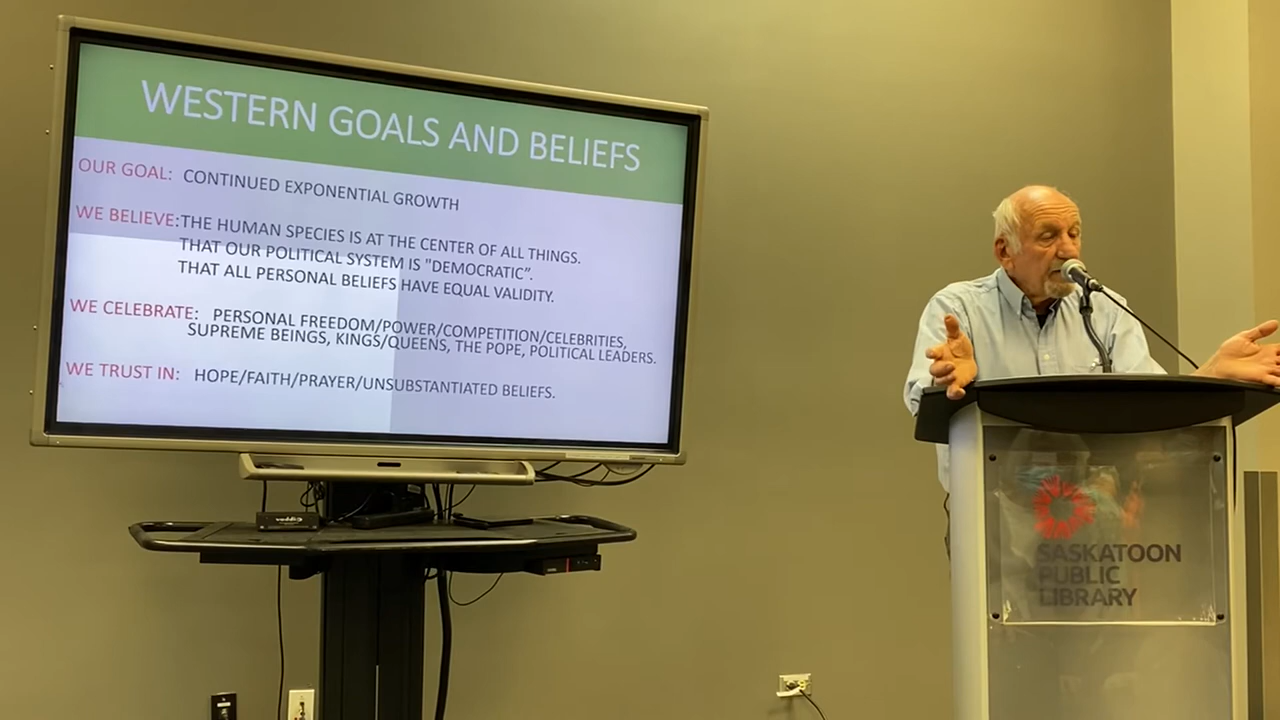 WESTERN GOALS AND BELIEFS
OUR GOAL: CONTINUED EXPONENTIAL GROWTH
WE BELIEVE:THE HUMAN SPECIES IS AT THE CENTER OF ALL THINGS.
THAT OUR POLITICAL SYSTEM IS "DEMOCRATIC”.
THAT ALL PERSONAL BELIEFS HAVE EQUAL VALIDITY.
WE CELEBRATE: PERSONAL FREEDOM/POWER/COMPETITION/CELEBRITIES,
SUPREME BEINGS, KINGS/QUEENS, THE POPE, POLITICAL LEADERS.
WE TRUST IN: HOPE/FAITH/PRAYER/UNSUBSTANTIATED BELIEFS.
SASKATOON
PUBLIC
LIBRARY